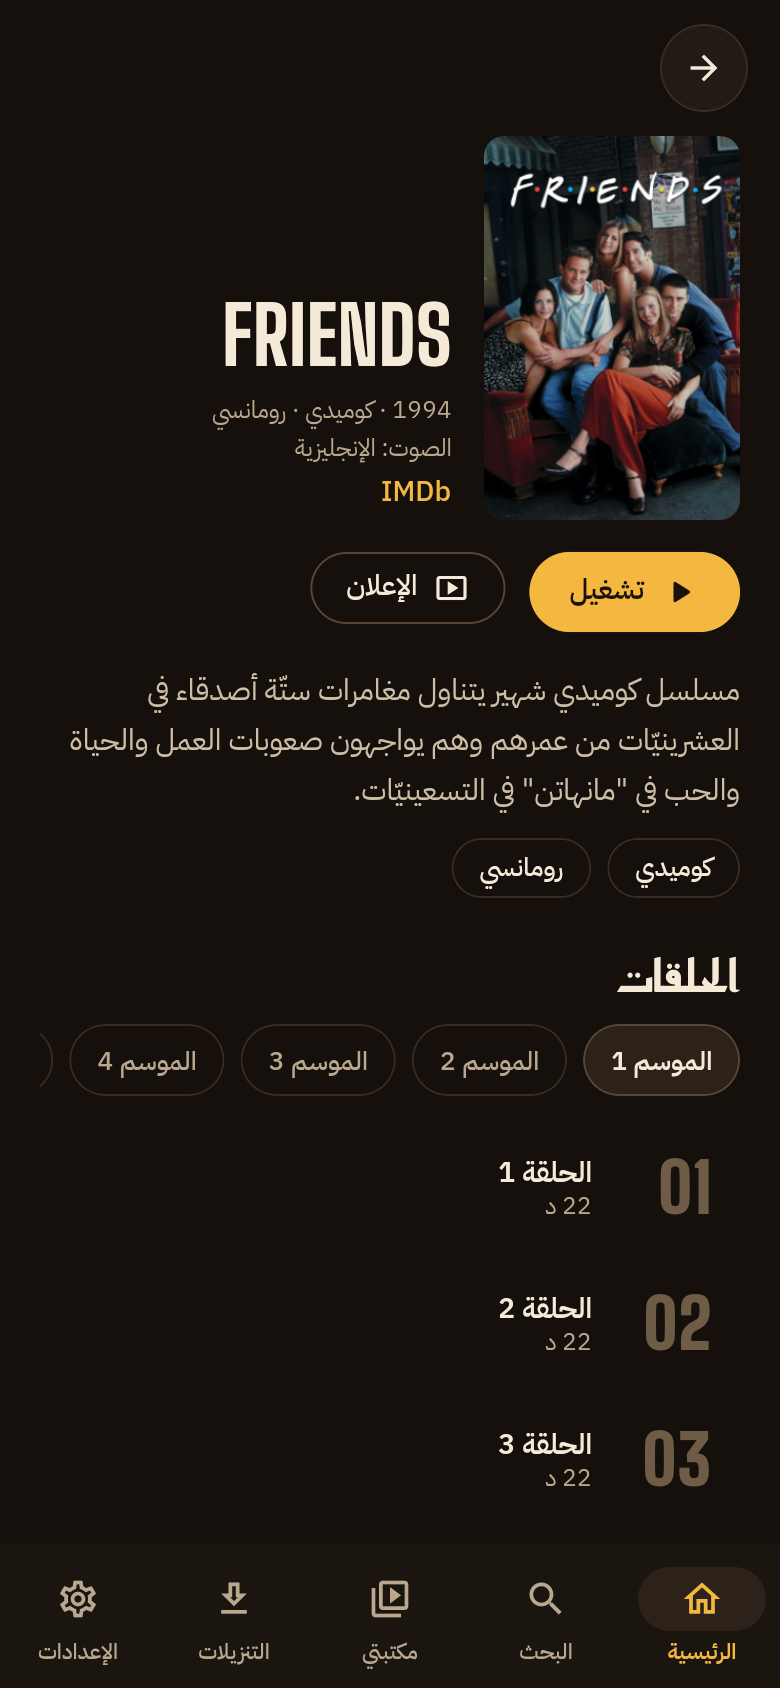 F·R·I·E·N·D·S
FRIENDS
1994 · كوميدي · رومانسي
الصوت: الإنجليزية
IMDb
تشغيل
الإعلان
مسلسل كوميدي شهير يتناول مغامرات ستّة أصدقاء في
العشرينيّات من عمرهم وهم يواجهون صعوبات العمل والحياة
والحب في "مانهاتن" في التسعينيّات.
كوميدي
رومانسي
الحلقات
الموسم 1
الموسم 2
الموسم 3
الموسم 4
01
الحلقة 1
22 د
02
الحلقة 2
22 د
03
الحلقة 3
22 د
الرئيسية
البحث
مكتبتي
التنزيلات
الإعدادات